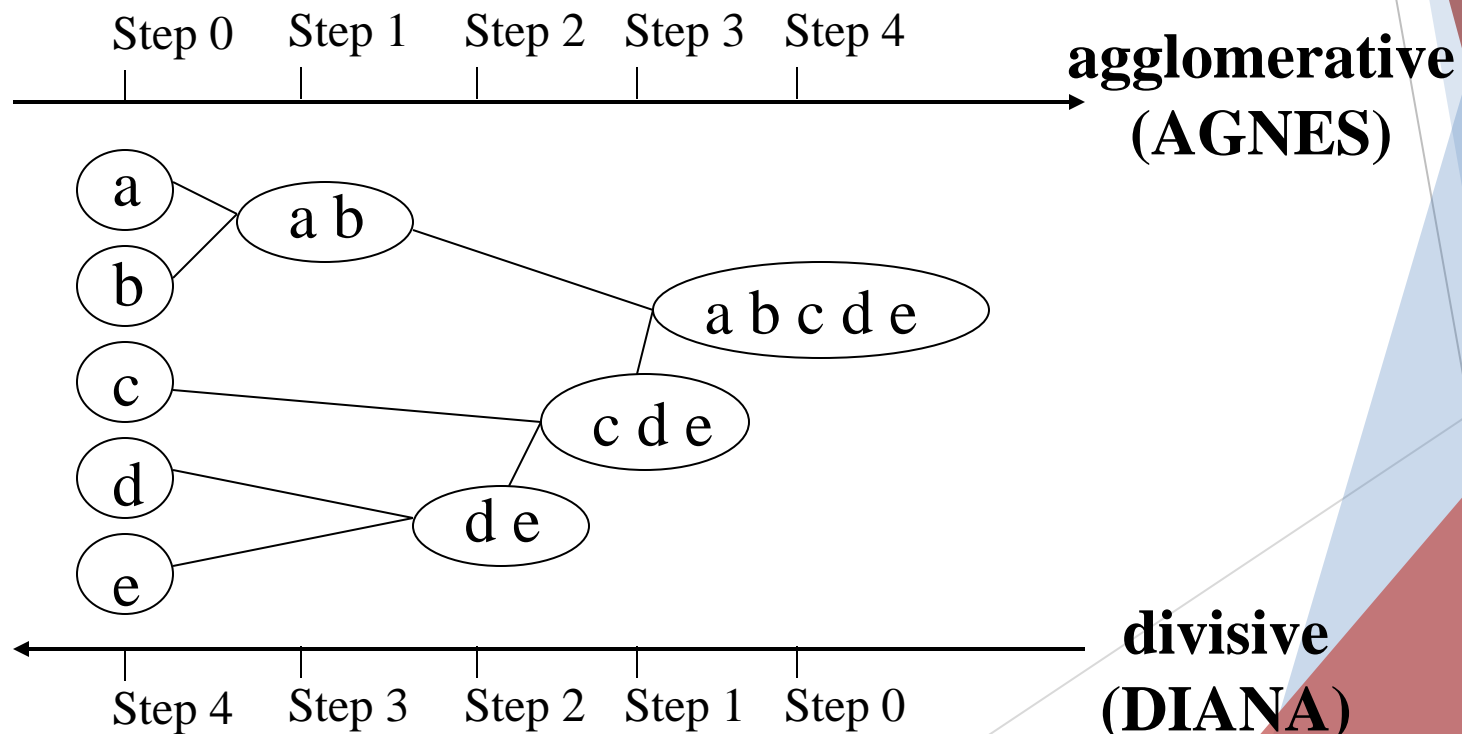 Step 0 Step 1 Step 2 Step 3 Step 4
agglomerative
(AGNES)
a
a b
b
a b c d e
c
c d e
d
d e
e
divisive
(DIANA)
Step 4 Step 3 Step 2 Step 1 Step 0